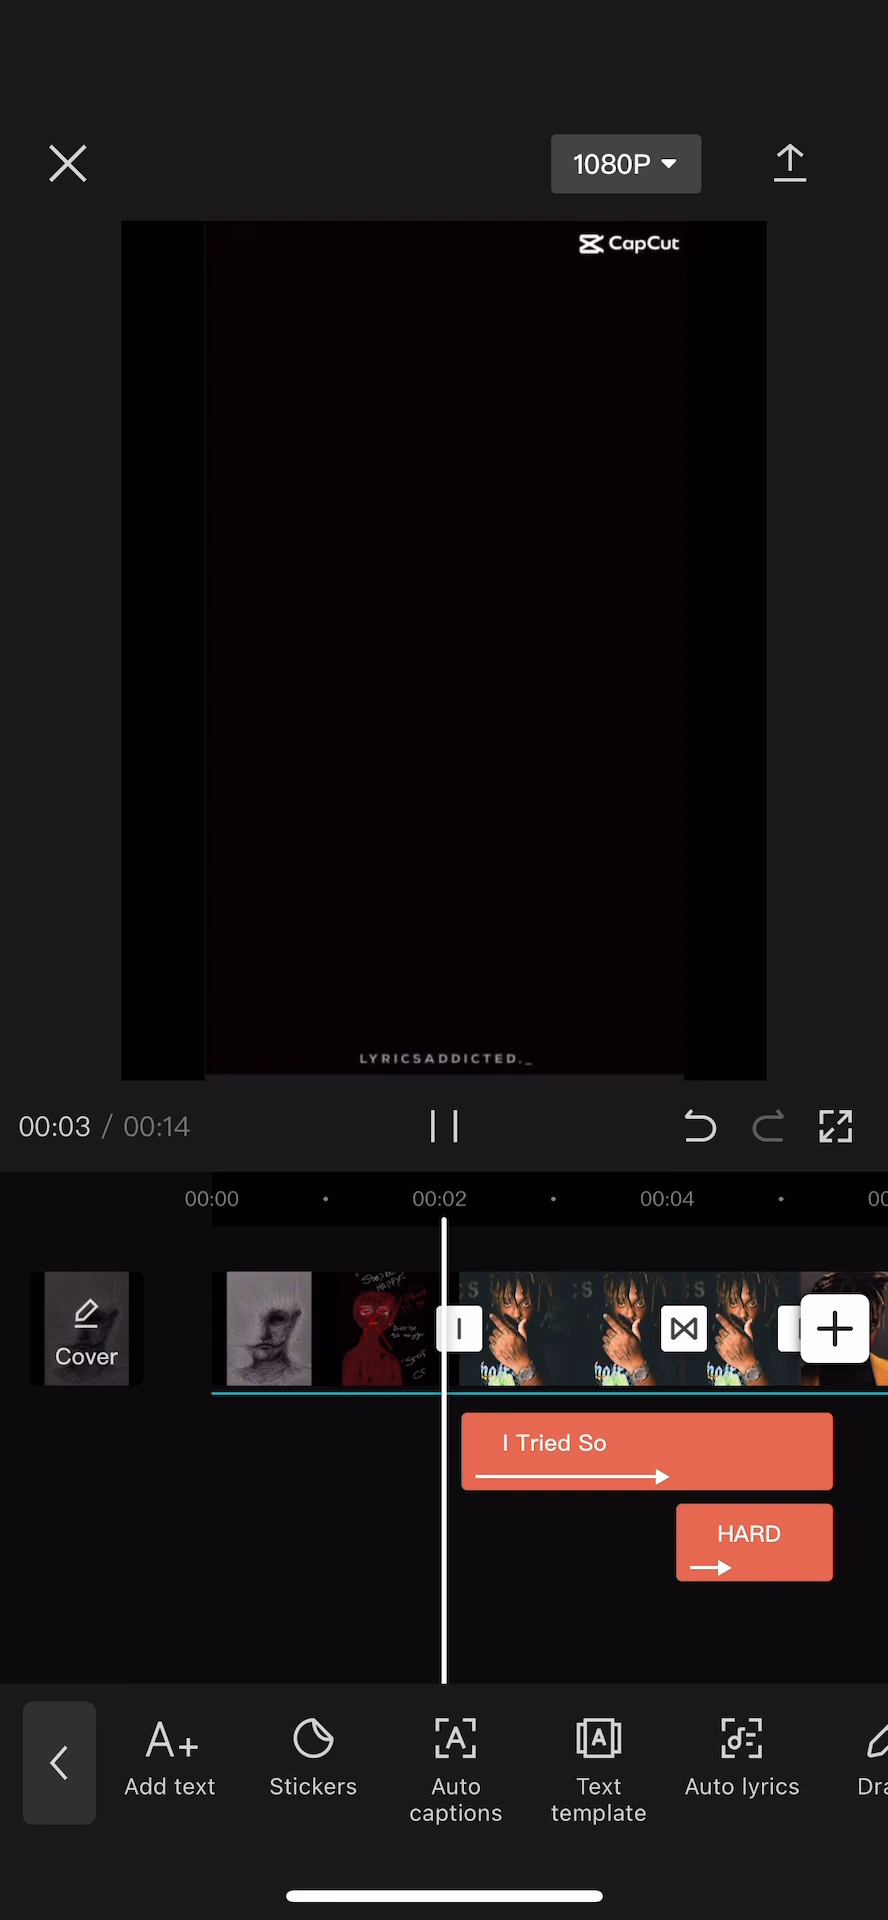 1080P
CapCut
LYRICSADDICTED._
00:03 / 00:14
00:00
00:02
00:04
Cover
I Tried So
HARD
Add text
Stickers
Auto
captions
Text
template
Auto lyrics